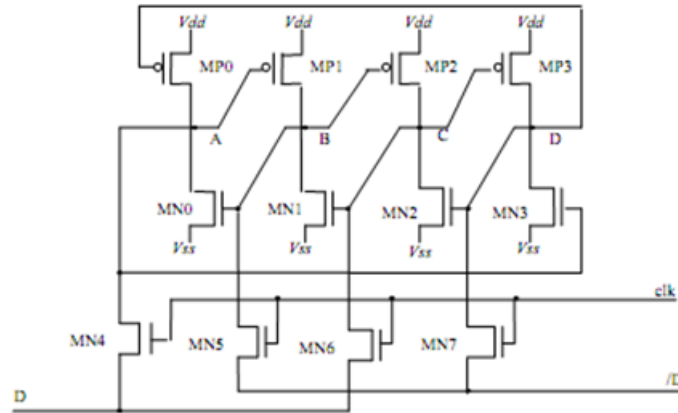 Vdd Vdd Vdd Vdd
MP0 MP1 MP2 MP3
A B C D
MN0 MN1 MN2 MN3
Vss Vss Vss Vss
clk
MN4 MN5 MN6 MN7
D /D